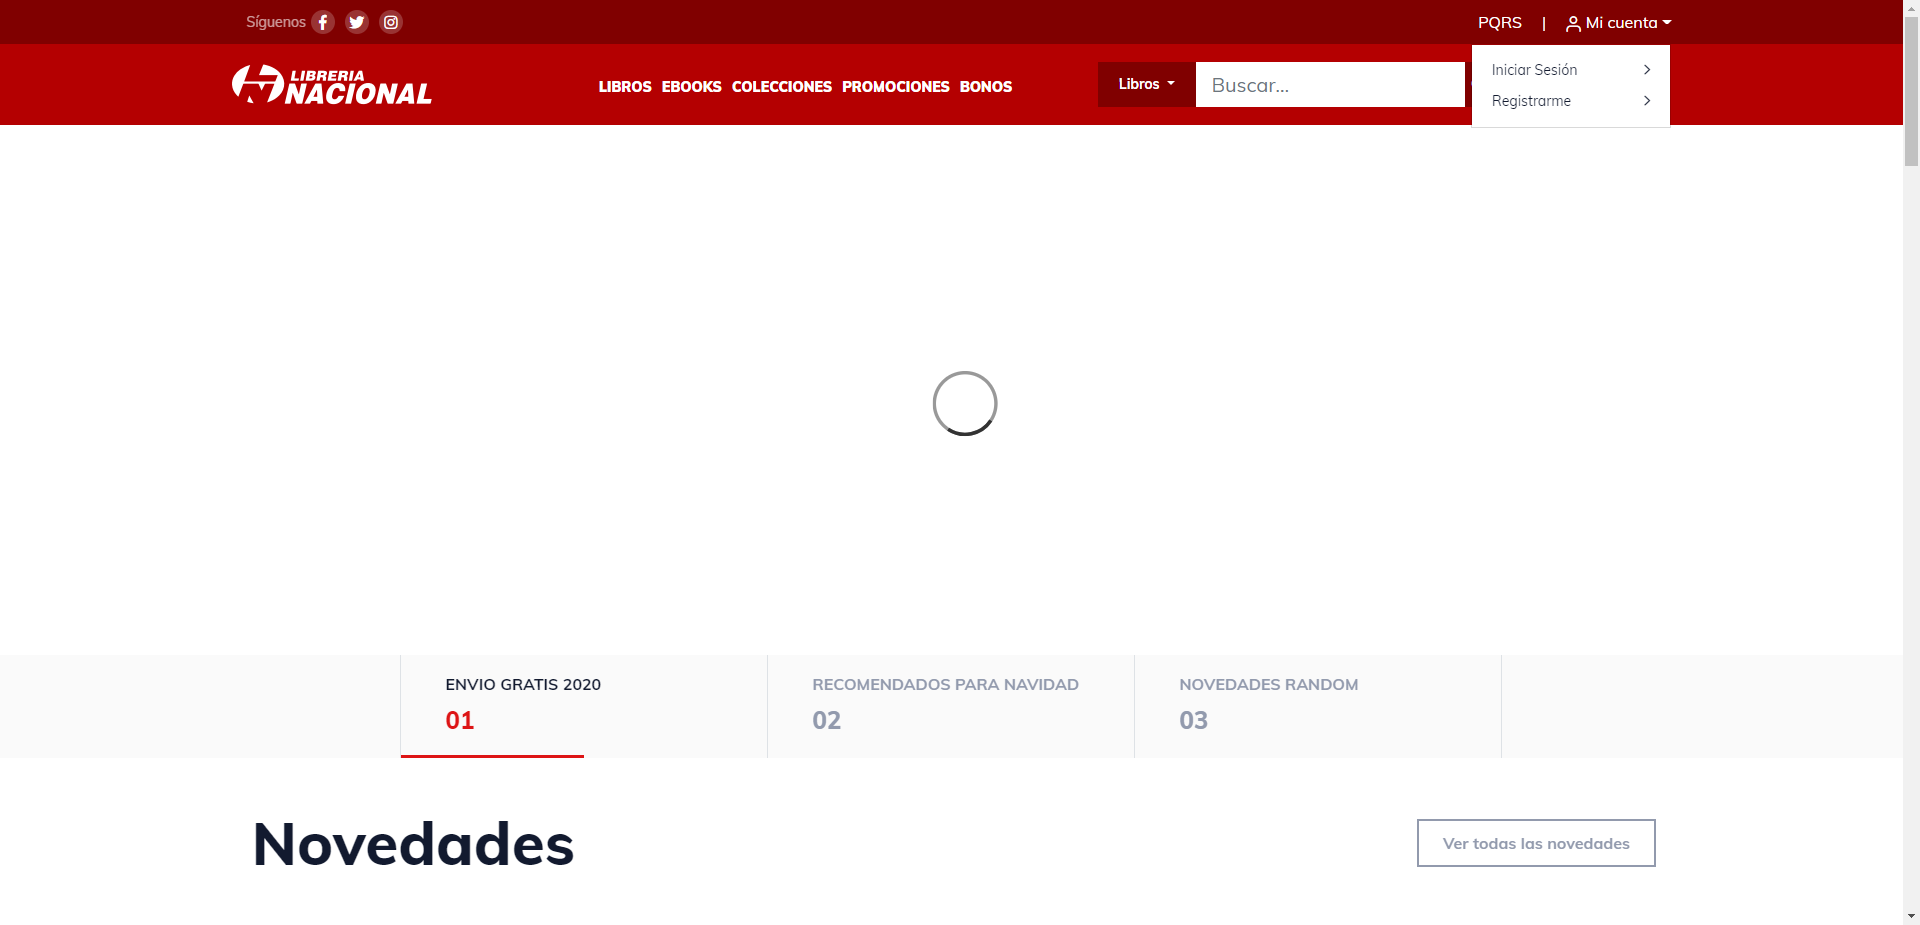 Síguenos
PQRS | Mi cuenta
LIBRERIA
NACIONAL
LIBROS EBOOKS COLECCIONES PROMOCIONES BONOS
Libros
Buscar...
Iniciar Sesión
Registrarme
ENVIO GRATIS 2020
01
RECOMENDADOS PARA NAVIDAD
02
NOVEDADES RANDOM
03
Novedades
Ver todas las novedades